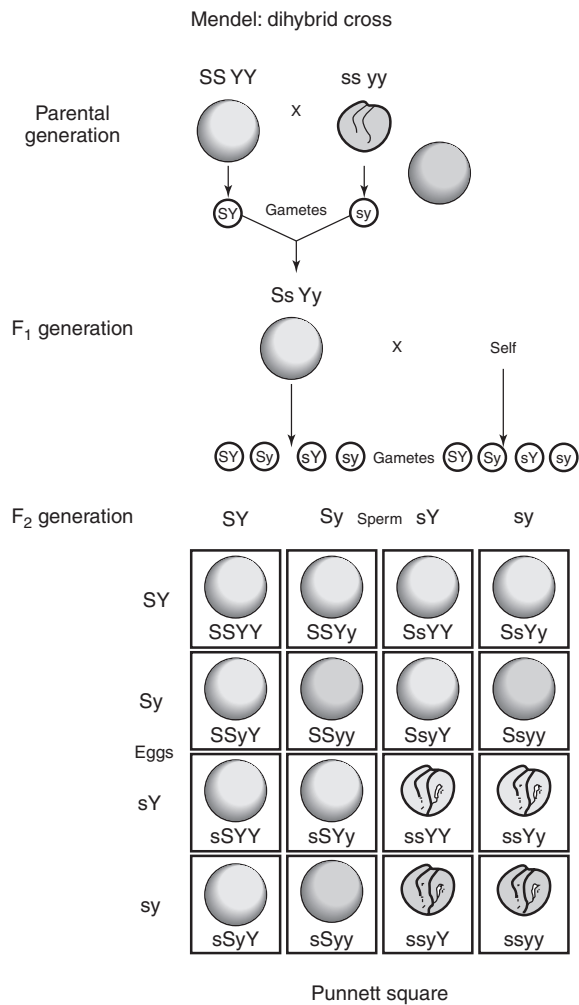 Mendel: dihybrid cross
SS YY ss yy
Parental
generation
x
SY Gametes sy
Ss Yy
F1 generation
x Self
SY Sy sY sy Gametes SY Sy sY sy
F2 generation
SY Sy Sperm sY sy
SY
SSYY SSYy SsYY SsYy
Sy
SSyY SSyy SsyY Ssyy
Eggs
sY
sSYY sSYy ssYY ssYy
sy
sSyY sSyy ssyY ssyy
Punnett square